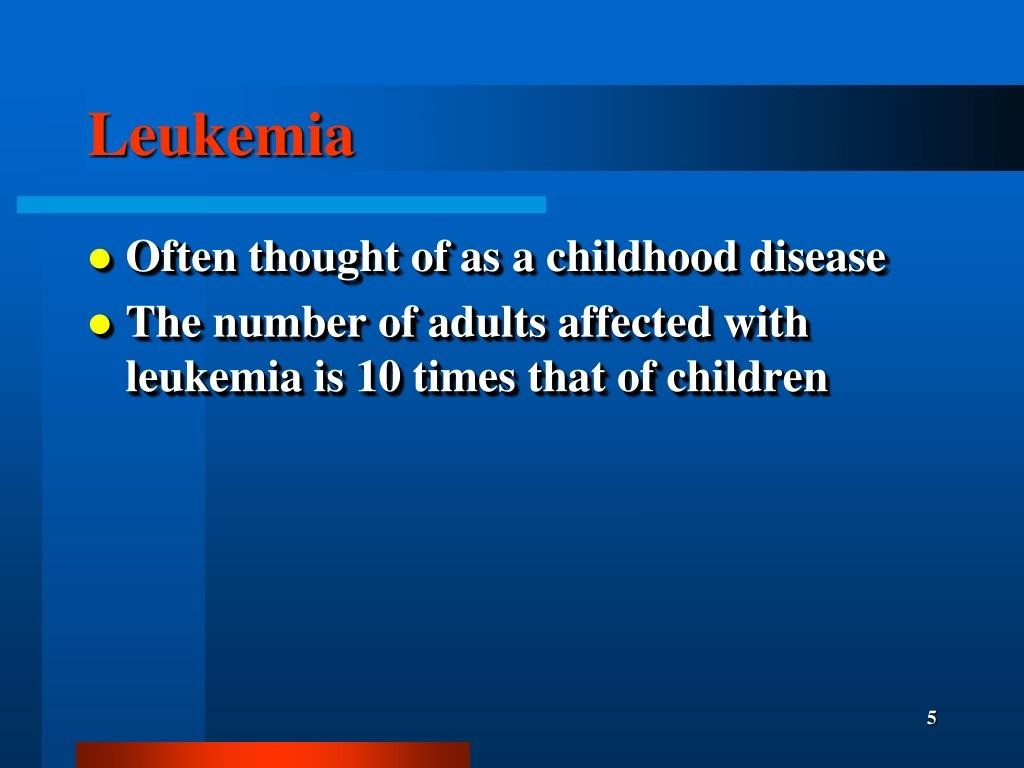 Leukemia
Often thought of as a childhood disease
The number of adults affected with
leukemia is 10 times that of children
5